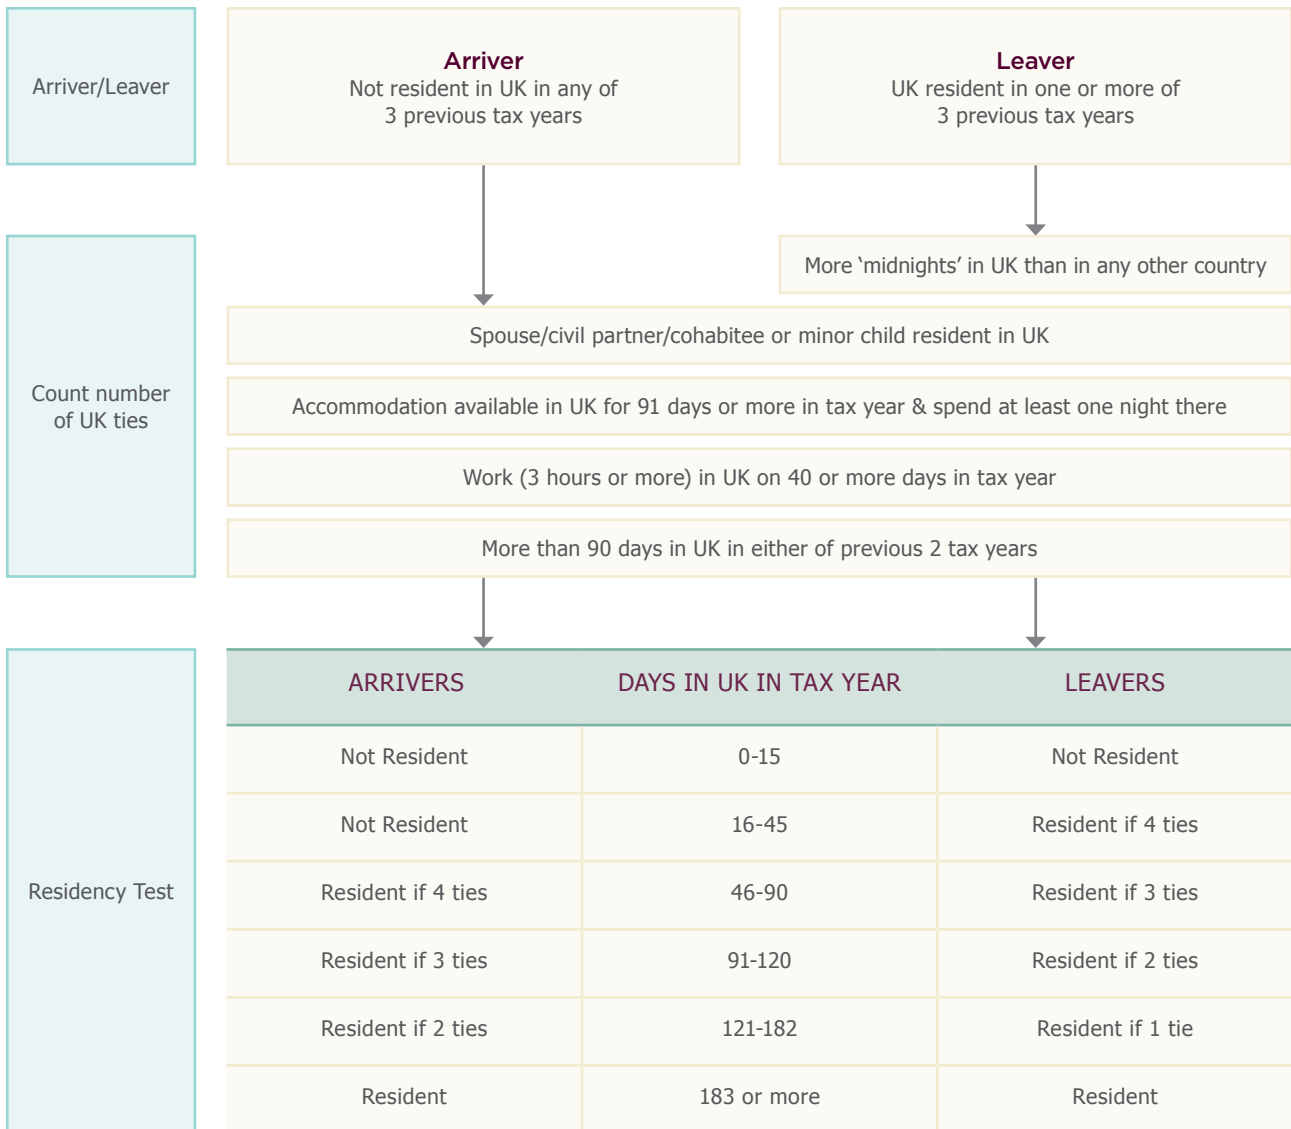 Arriver/Leaver
Arriver
Not resident in UK in any of
3 previous tax years
Leaver
UK resident in one or more of
3 previous tax years
Count number
of UK ties
More ‘midnights’ in UK than in any other country
Spouse/civil partner/cohabitee or minor child resident in UK
Accommodation available in UK for 91 days or more in tax year & spend at least one night there
Work (3 hours or more) in UK on 40 or more days in tax year
More than 90 days in UK in either of previous 2 tax years
Residency Test
ARRIVERS DAYS IN UK IN TAX YEAR LEAVERS
Not Resident 0-15 Not Resident
Not Resident 16-45 Resident if 4 ties
Resident if 4 ties 46-90 Resident if 3 ties
Resident if 3 ties 91-120 Resident if 2 ties
Resident if 2 ties 121-182 Resident if 1 tie
Resident 183 or more Resident